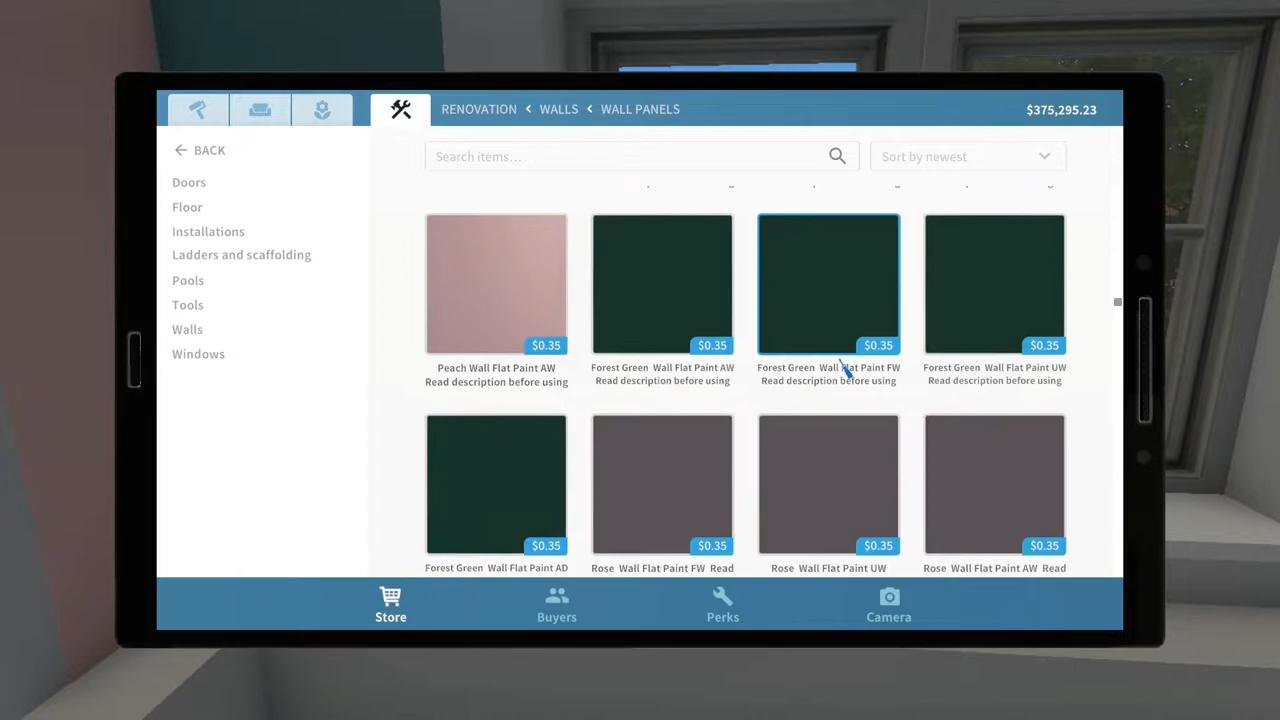 RENOVATION < WALLS < WALL PANELS
$375,295.23
BACK
Search items...
Sort by newest
Doors
Floor
Installations
Ladders and scaffolding
Pools
Tools
Walls
Windows
$0.35 $0.35 $0.35 $0.35
Peach Wall Flat Paint AW
Read description before using
Forest Green Wall Flat Paint AW
Read description before using
Forest Green Wall Flat Paint FW
Read description before using
Forest Green Wall Flat Paint UW
Read description before using
$0.35 $0.35 $0.35 $0.35
Forest Green Wall Flat Paint AD
Rose Wall Flat Paint FW Read
Rose Wall Flat Paint UW
Rose Wall Flat Paint AW Read
Store
Buyers
Perks
Camera